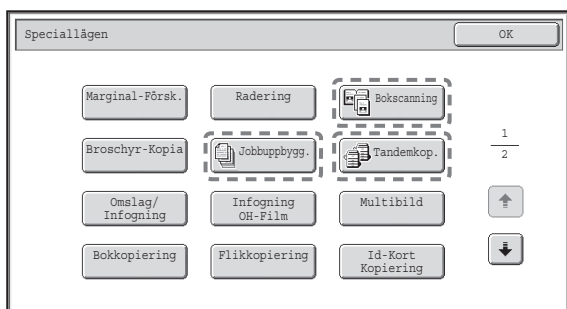 Speciallägen
OK
Marginal-Försk.
Radering
Bokscanning
Broschyr-Kopia
Jobbuppbygg.
Tandemkop.
1
2
Omslag/
Infogning
Infogning
OH-Film
Multibild
Bokkopiering
Flikkopiering
Id-Kort
Kopiering